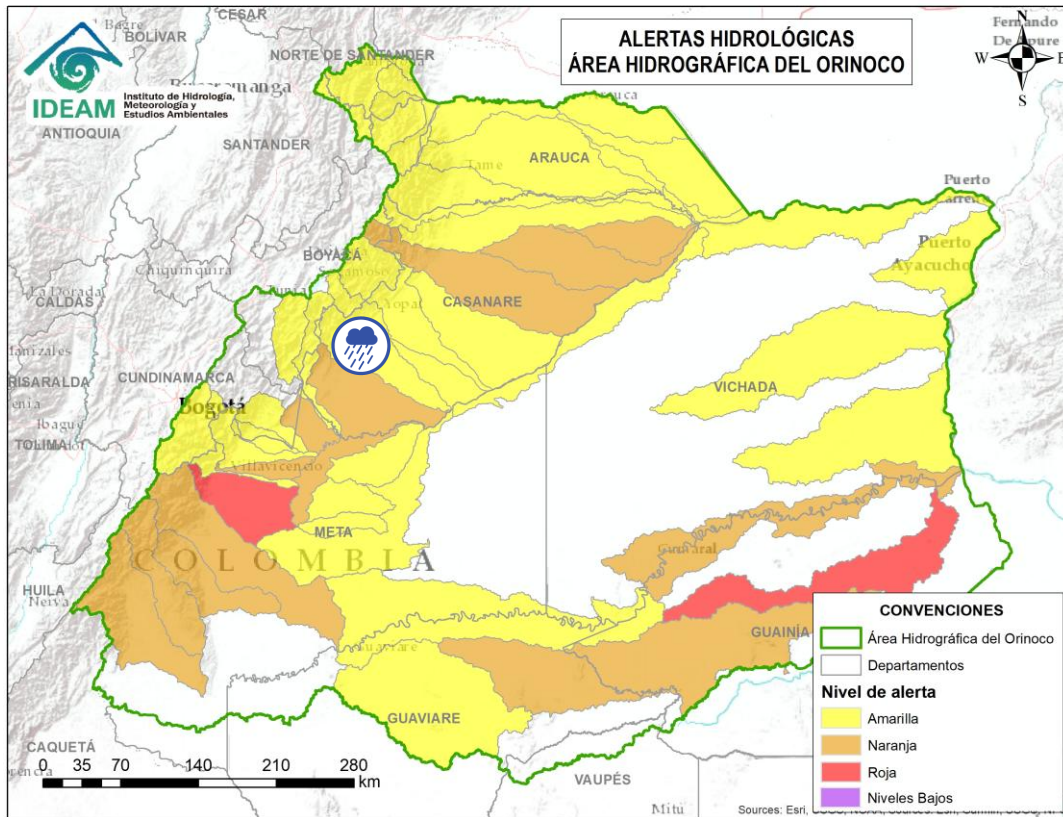 ALERTAS HIDROLÓGICAS
ÁREA HIDROGRÁFICA DEL ORINOCO
IDEAM
Instituto de Hidrología,
Meteorología y
Estudios Ambientales
N
W
E
S
CESAR
BOLÍVAR
NORTE DE SANTANDER
ANTIOQUIA
SANTANDER
ARAUCA
Tame
Puerto
BOYACÁ
Chiquinquira
La Dorada
CALDAS
CASANARE
Yopal
Puerto
Ayacucho
RISARALDA
CUNDINAMARCA
Bogotá
Ibagué
TOLIMA
VICHADA
Villavicencio
META
COLOMBIA
HUILA
Neiva
GUAINÍA
GUAVIARE
CAQUETÁ
VAUPÉS
Mitú
0 35 70 140 210 280
km
CONVENCIONES
Área Hidrográfica del Orinoco
Departamentos
Nivel de alerta
Amarilla
Naranja
Roja
Niveles Bajos
Sources: Esri,